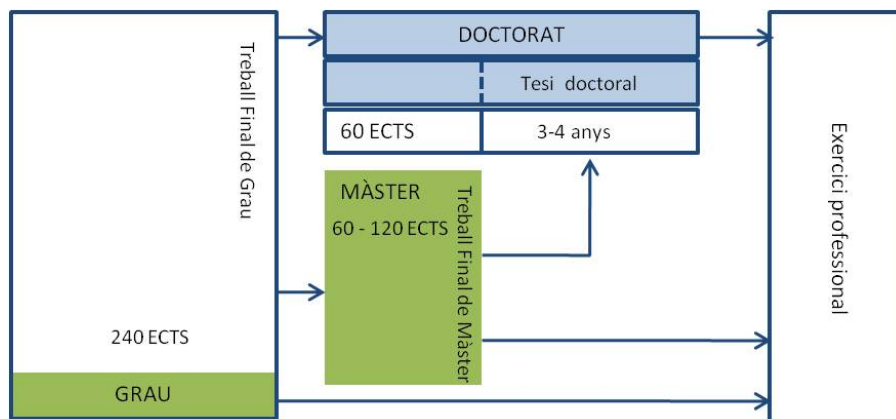 Treball Final de Grau
240 ECTS
GRAU
DOCTORAT
Tesi doctoral
60 ECTS
3-4 anys
MÀSTER
60 - 120 ECTS
Treball Final de Màster
Exercici professional